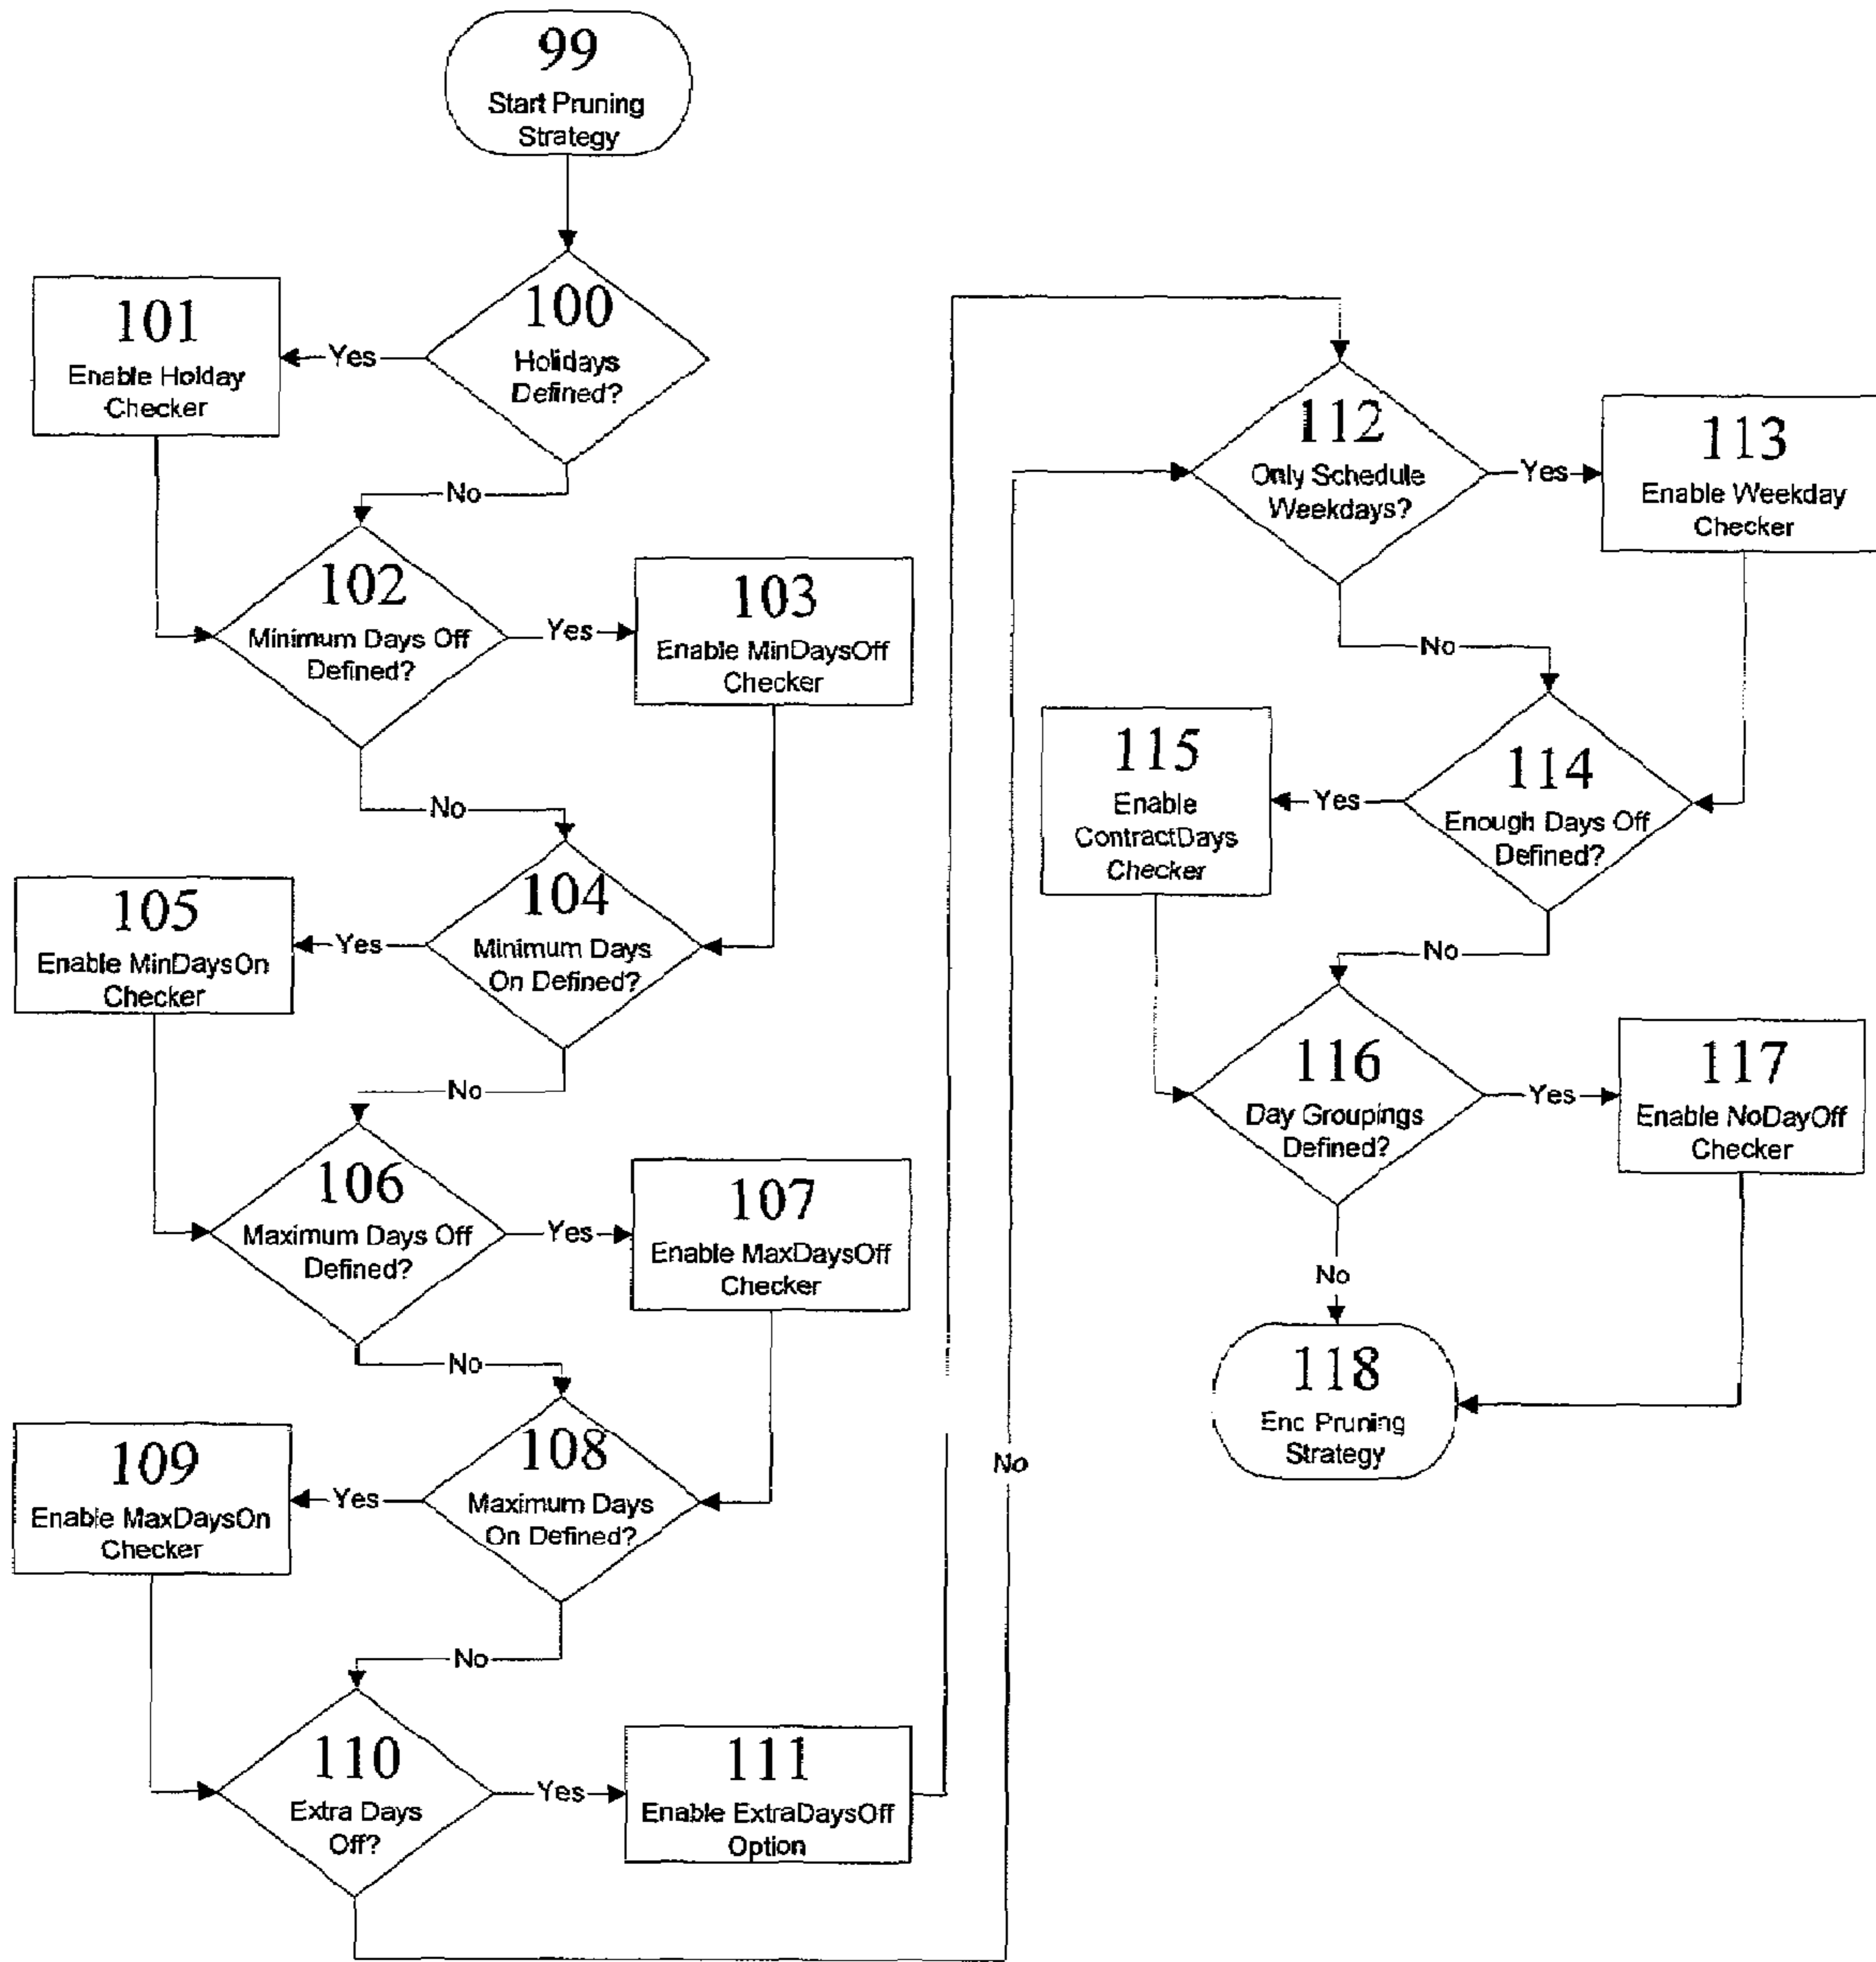 99
Start Pruning
Strategy
100
Holidays
Defined?
Yes
101
Enable Holday
Checker
No
102
Minimum Days Off
Defined?
Yes
103
Enable MinDaysOff
Checker
No
104
Minimum Days
On Defined?
Yes
105
Enable MinDaysOn
Checker
No
106
Maximum Days Off
Defined?
Yes
107
Enable MaxDaysOff
Checker
No
108
Maximum Days
On Defined?
Yes
109
Enable MaxDaysOn
Checker
No
110
Extra Days
Off?
Yes
111
Enable ExtraDaysOff
Option
No
112
Only Schedule
Weekdays?
Yes
113
Enable Weekday
Checker
No
114
Enough Days Off
Defined?
Yes
115
Enable
ContractDays
Checker
No
116
Day Groupings
Defined?
Yes
117
Enable NoDayOff
Checker
No
118
End Pruning
Strategy